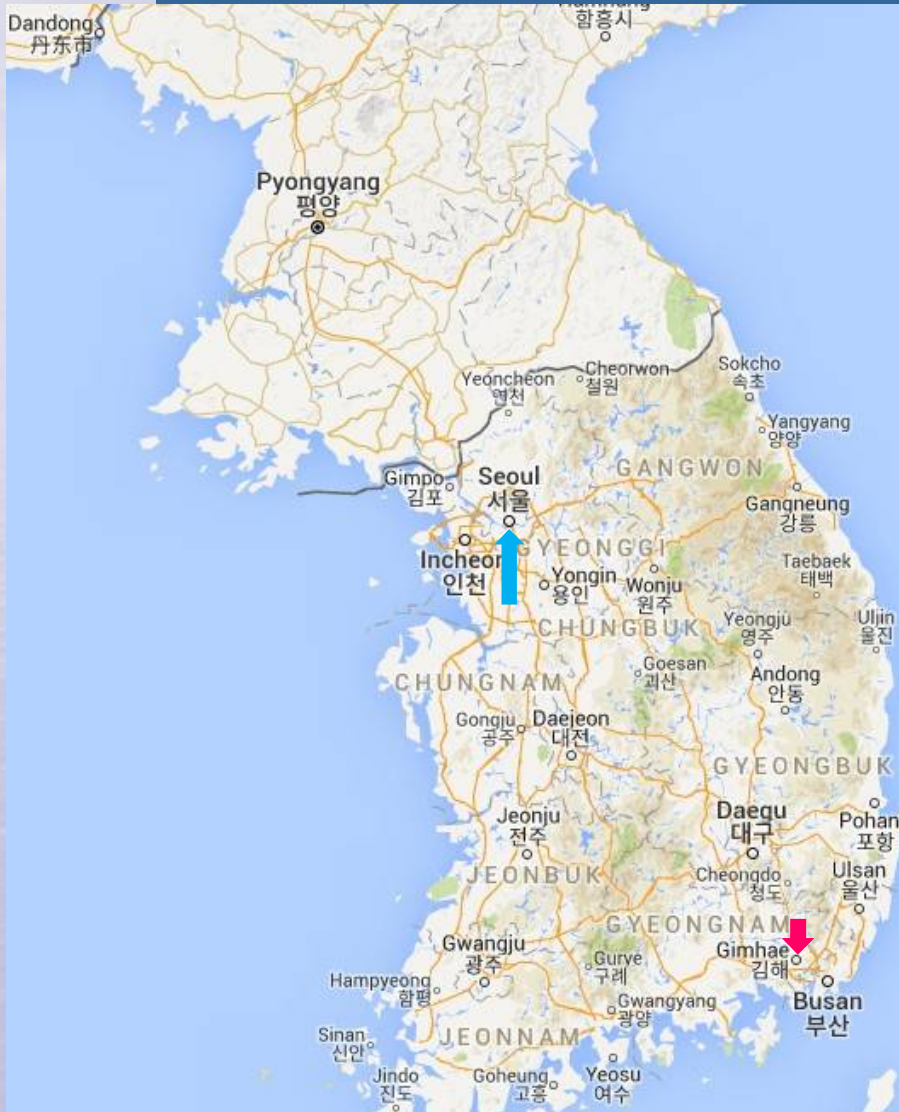 함흥시
Dandong
丹东市
Pyongyang
평양
Cheorwon
철원
Sokcho
속초
Yeoncheon
연천
Yangyang
양양
GANGWON
Gimpo
김포
Seoul
서울
Gangneung
강릉
Incheon
인천
GYEONGGI
Yongin
용인
Wonju
원주
Taebaek
태백
CHUNGBUK
Yeongju
영주
Uljin
울진
Goesan
괴산
Andong
안동
CHUNGNAM
Gongju
공주
Daejeon
대전
GYEONGBUK
Daegu
대구
Pohan
포항
Jeonju
전주
JEONBUK
Cheongdo
청도
Ulsan
울산
GYEONGNAM
Gwangju
광주
Gurye
구례
Gimhae
김해
Hampyeong
함평
Busan
부산
Gwangyang
광양
JEONNAM
Sinan
신안
Jindo
진도
Goheung
고흥
Yeosu
여수